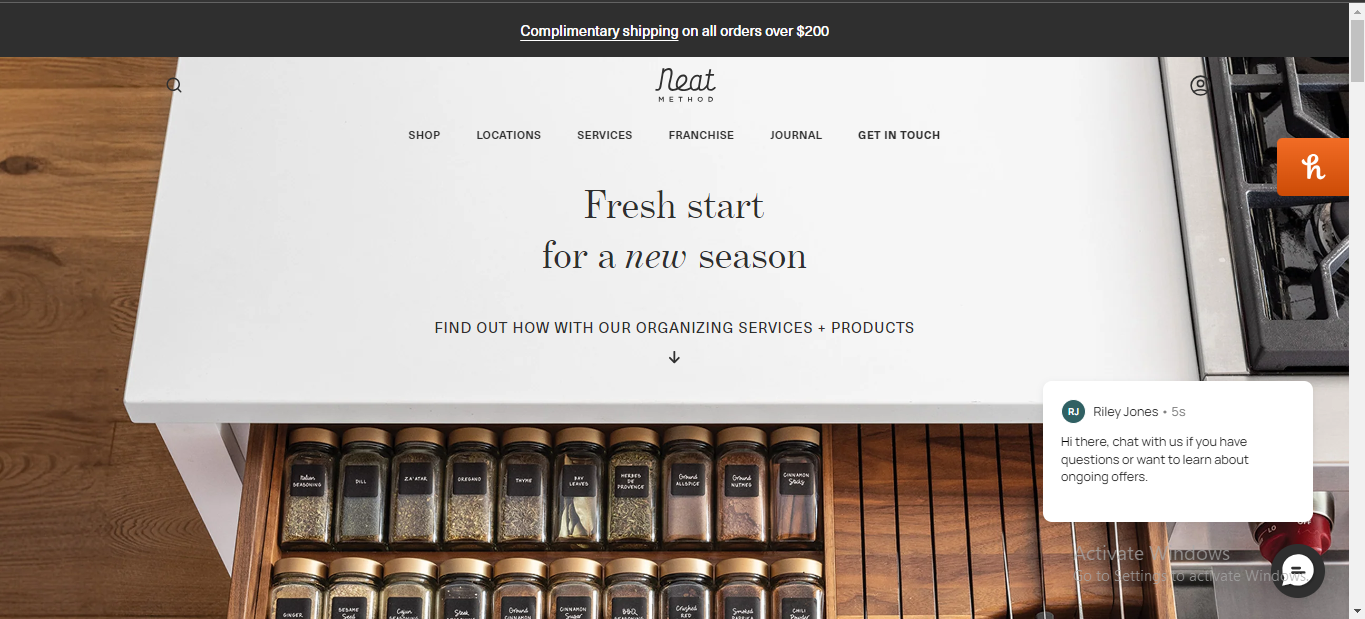 Complimentary shipping on all orders over $200
Neat
METHOD
SHOP LOCATIONS SERVICES FRANCHISE JOURNAL GET IN TOUCH
Fresh start
for a new season
FIND OUT HOW WITH OUR ORGANIZING SERVICES + PRODUCTS
RJ Riley Jones • 5s
Hi there, chat with us if you have
questions or want to learn about
ongoing offers.
Italian
SEASONING
DILL
ZA'ATAR
OREGANO
THYME
BAY
LEAVES
HERBES
DE
PROVENCE
Ground
ALLSPICE
Ground
NUTMEG
CINNAMON
Sticks
LO
OFF
Activate Windows
Go to Settings to activate Windows.
GINGER
SESAME
Seed
Cajun
SEASONING
Steak
Ground
CINNAMON
CINNAMON
Sugar
BBQ
SEASONING
Crushed
RED
Smoked
PAPRIKA
CHILI
Powder